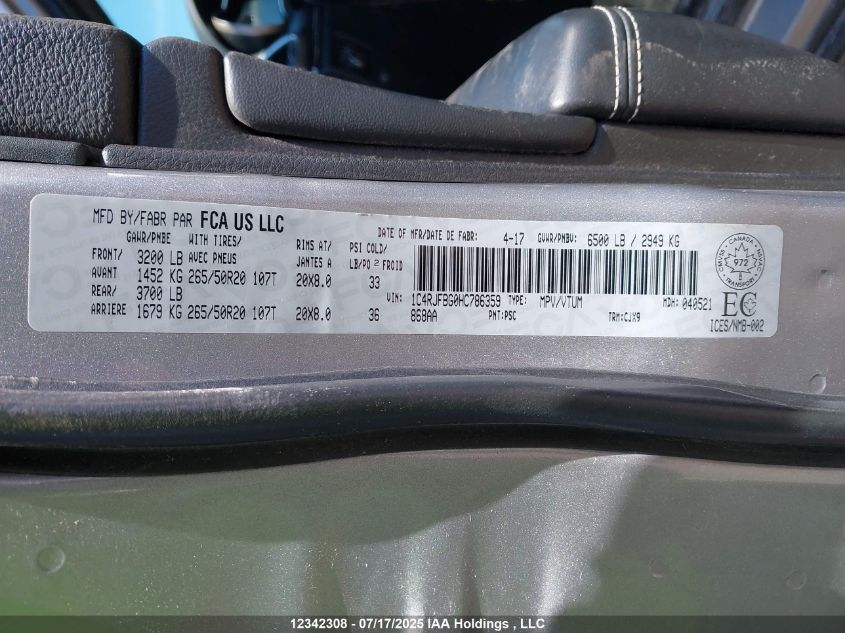 MFD BY/FABR PAR FCA US LLC
DATE OF MFR/DATE DE FABR: 4-17 GVWR/PNBV: 6500 LB / 2949 KG
GAWR/PNBE WITH TIRES/ RIMS AT/ PSI COLD/
FRONT/ 3200 LB AVEC PNEUS JANTES A LB/PO² FROID
AVANT 1452 KG 265/50R20 107T 20X8.0 33
REAR/ 3700 LB
ARRIERE 1679 KG 265/50R20 107T 20X8.0 36
VIN: 1C4RJFBG0HC786359 TYPE: MPV/VTUM MDH: 040521
868AA PNT:PSC TRM:CJX9
CANADA
972
CMVSS NSVAC
EC
ICES/NMB-002
12342308 - 07/17/2025 IAA Holdings , LLC